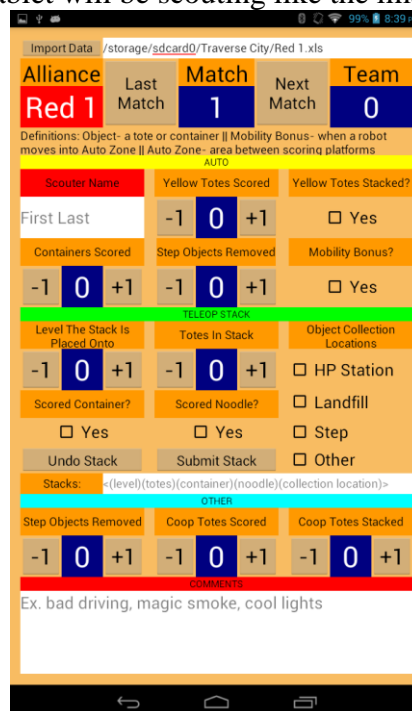 ablet will be scouting like the im
99% 8:39
Import Data /storage/sdcard0/Traverse City/Red 1.xls
Alliance Last Match Match Next Match Team
Red 1 1 0
Definitions: Object- a tote or container || Mobility Bonus- when a robot
moves into Auto Zone || Auto Zone- area between scoring platforms
AUTO
Scouter Name Yellow Totes Scored Yellow Totes Stacked?
First Last -1 0 +1 Yes
Containers Scored Step Objects Removed Mobility Bonus?
-1 0 +1 -1 0 +1 Yes
TELEOP STACK
Level The Stack Is Placed Onto Totes In Stack Object Collection Locations
-1 0 +1 -1 0 +1 HP Station
Scored Container? Scored Noodle? Landfill
Yes Yes Step
Undo Stack Submit Stack Other
Stacks: <(level)(totes)(container)(noodle)(collection location)>
OTHER
Step Objects Removed Coop Totes Scored Coop Totes Stacked
-1 0 +1 -1 0 +1 -1 0 +1
COMMENTS
Ex. bad driving, magic smoke, cool lights